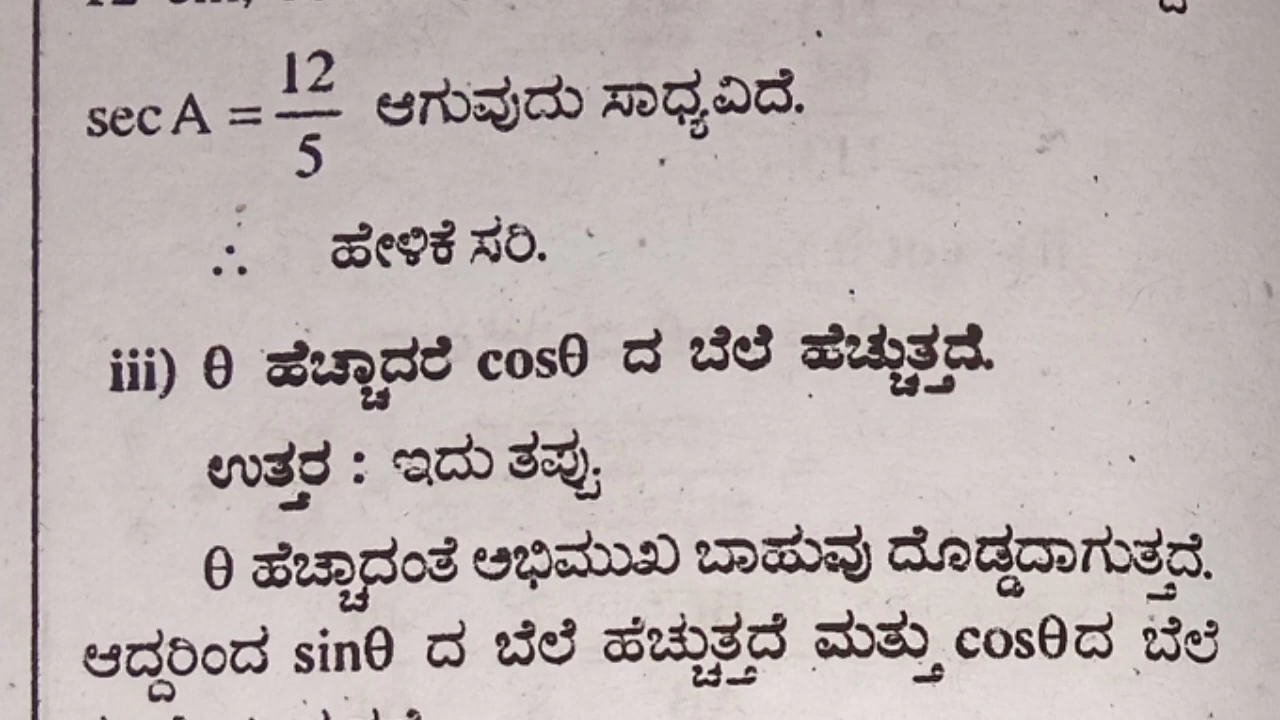 sec A = 12/5 ಆಗುವುದು ಸಾಧ್ಯವಿದೆ.
∴ ಹೇಳಿಕೆ ಸರಿ.
iii) θ ಹೆಚ್ಚಾದರೆ cosθ ದ ಬೆಲೆ ಹೆಚ್ಚುತ್ತದೆ.
ಉತ್ತರ : ಇದು ತಪ್ಪು
θ ಹೆಚ್ಚಾದಂತೆ ಅಭಿಮುಖ ಬಾಹುವು ದೊಡ್ಡದಾಗುತ್ತದೆ.
ಆದ್ದರಿಂದ sinθ ದ ಬೆಲೆ ಹೆಚ್ಚುತ್ತದೆ ಮತ್ತು cosθದ ಬೆಲೆ